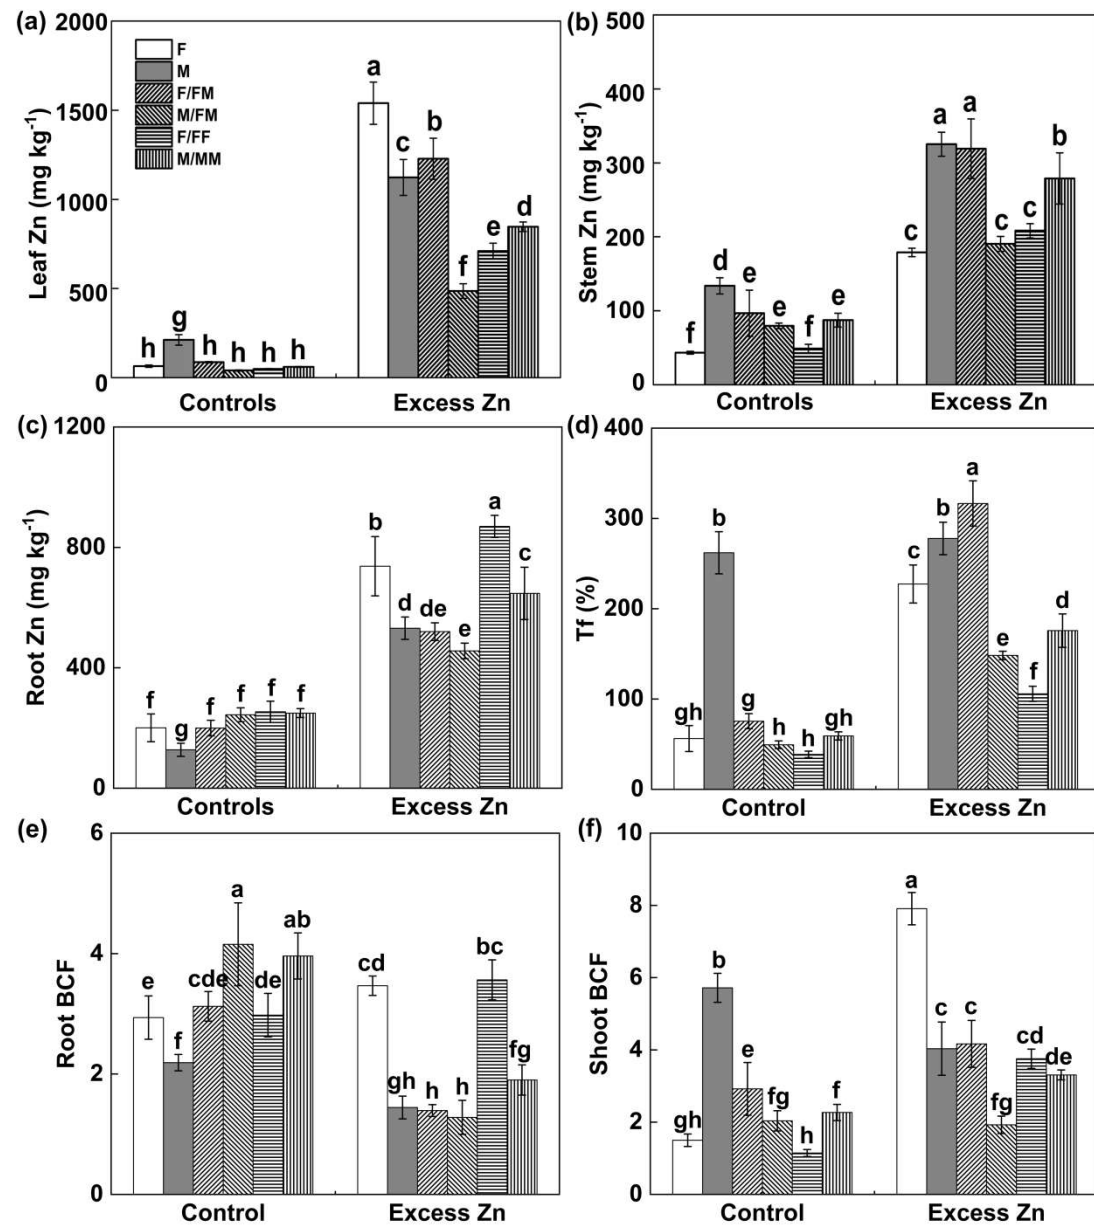 (a)
2000
1500
1000
500
0
Leaf Zn (mg kg-1)
F
M
F/FM
M/FM
F/FF
M/MM
h
g
h
h
h
h
a
c
b
f
e
d
Controls
Excess Zn
(b)
500
400
300
200
100
0
Stem Zn (mg kg-1)
f
d
e
e
f
e
c
a
a
c
c
b
Controls
Excess Zn
(c)
1200
800
400
0
Root Zn (mg kg-1)
f
g
f
f
f
f
b
d
de
e
a
c
Controls
Excess Zn
(d)
400
300
200
100
0
Tf (%)
gh
b
g
h
h
gh
c
b
a
e
f
d
Control
Excess Zn
(e)
6
4
2
0
Root BCF
e
f
cde
a
de
ab
cd
gh
h
h
bc
fg
Control
Excess Zn
(f)
10
8
6
4
2
0
Shoot BCF
gh
b
e
fg
h
f
a
c
c
fg
cd
de
Control
Excess Zn